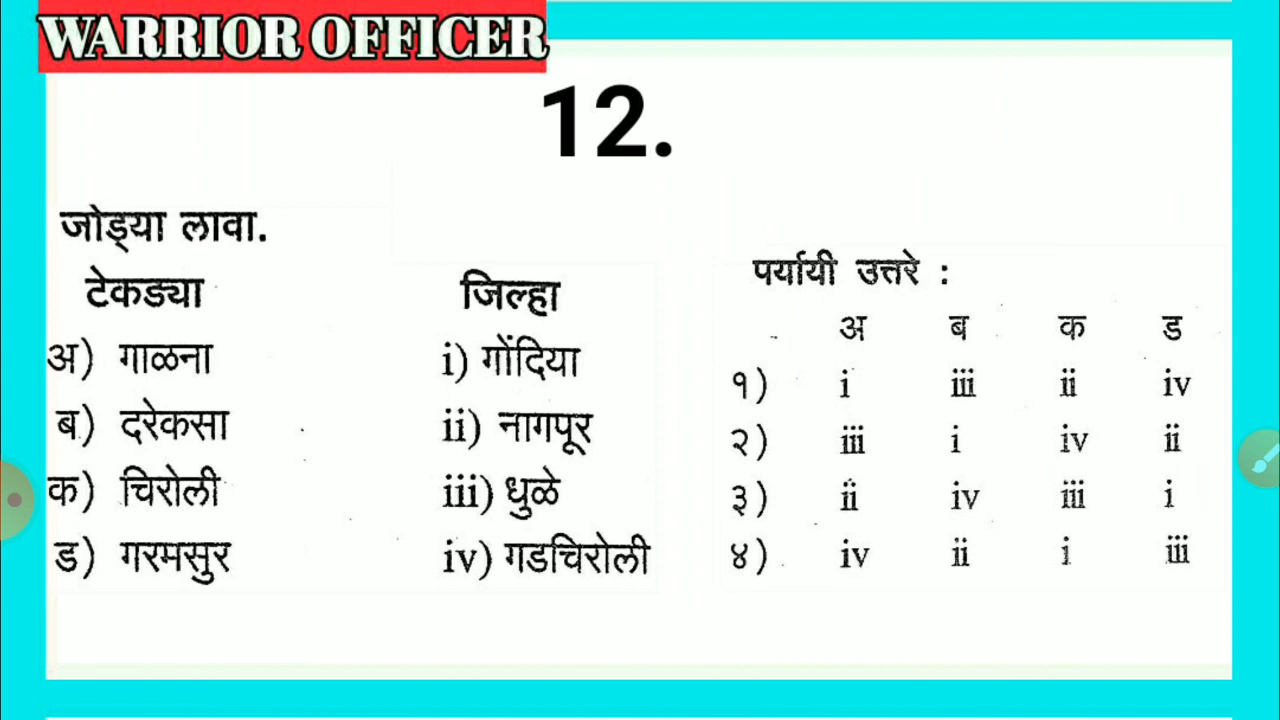 WARRIOR OFFICER
12.
जोड्या लावा.
टेकड्या जिल्हा
अ) गाळना i) गोंदिया
ब) दरेकसा ii) नागपूर
क) चिरोली iii) धुळे
ड) गरमसुर iv) गडचिरोली
पर्यायी उत्तरे :
अ ब क ड
१) i iii ii iv
२) iii i iv ii
३) ii iv iii i
४) iv ii i iii